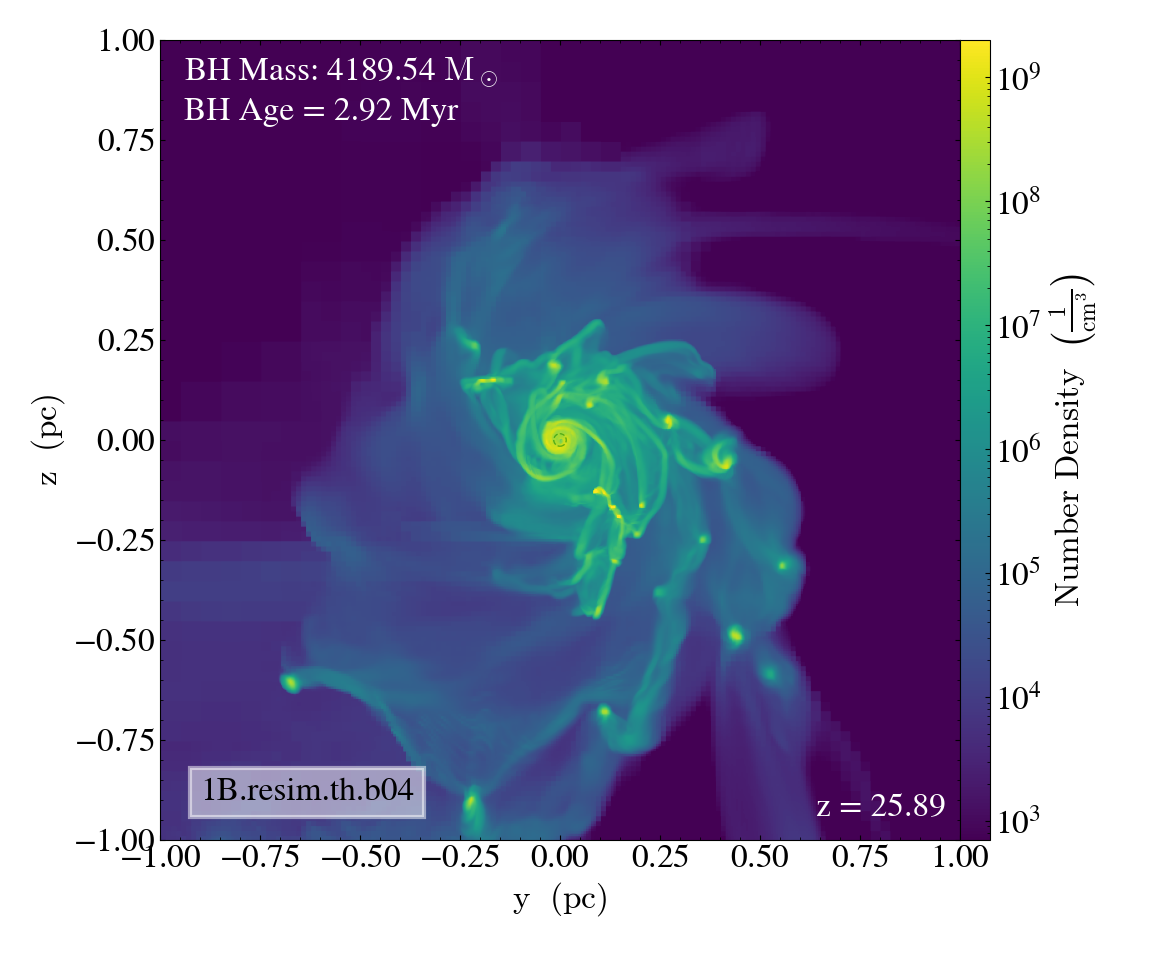 BH Mass: 4189.54 M⊙
BH Age = 2.92 Myr
1.00
0.75
0.50
0.25
0.00
−0.25
−0.50
−0.75
−1.00
z (pc)
1B.resim.th.b04
z = 25.89
−1.00 −0.75 −0.50 −0.25 0.00 0.25 0.50 0.75 1.00
y (pc)
10⁹
10⁸
10⁷
10⁶
10⁵
10⁴
10³
Number Density (1/cm³)